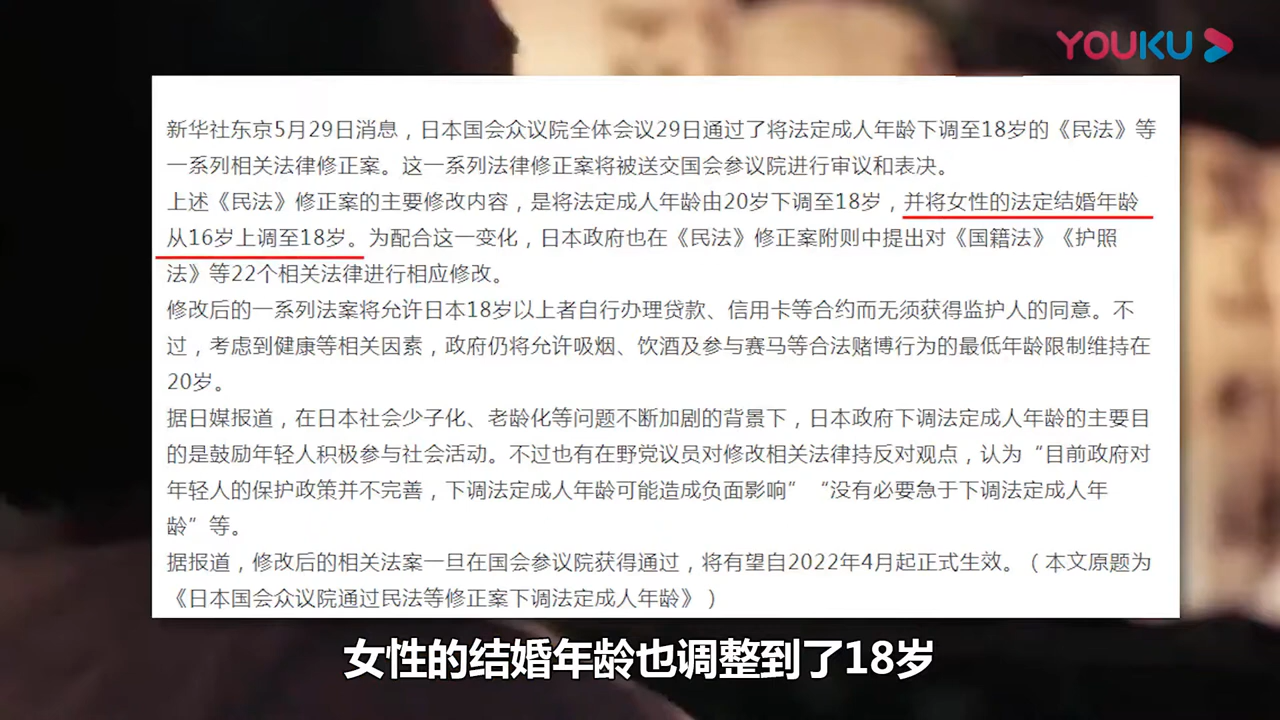 YOUKU
新华社东京5月29日消息，日本国会众议院全体会议29日通过了将法定成人年龄下调至18岁的《民法》等
一系列相关法律修正案。这一系列法律修正案将被送交国会参议院进行审议和表决。
上述《民法》修正案的主要修改内容，是将法定成人年龄由20岁下调至18岁，并将女性的法定结婚年龄
从16岁上调至18岁。为配合这一变化，日本政府也在《民法》修正案附则中提出对《国籍法》《护照
法》等22个相关法律进行相应修改。
修改后的一系列法案将允许日本18岁以上者自行办理贷款、信用卡等合约而无须获得监护人的同意。不
过，考虑到健康等相关因素，政府仍将允许吸烟、饮酒及参与赛马等合法赌博行为的最低年龄限制维持在
20岁。
据日媒报道，在日本社会少子化、老龄化等问题不断加剧的背景下，日本政府下调法定成人年龄的主要目
的是鼓励年轻人积极参与社会活动。不过也有在野党议员对修改相关法律持反对观点，认为“目前政府对
年轻人的保护政策并不完善，下调法定成人年龄可能造成负面影响”“没有必要急于下调法定成人年
龄”等。
据报道，修改后的相关法案一旦在国会参议院获得通过，将有望自2022年4月起正式生效。（本文原题为
《日本国会众议院通过民法等修正案下调法定成人年龄》）
女性的结婚年龄也调整到了18岁